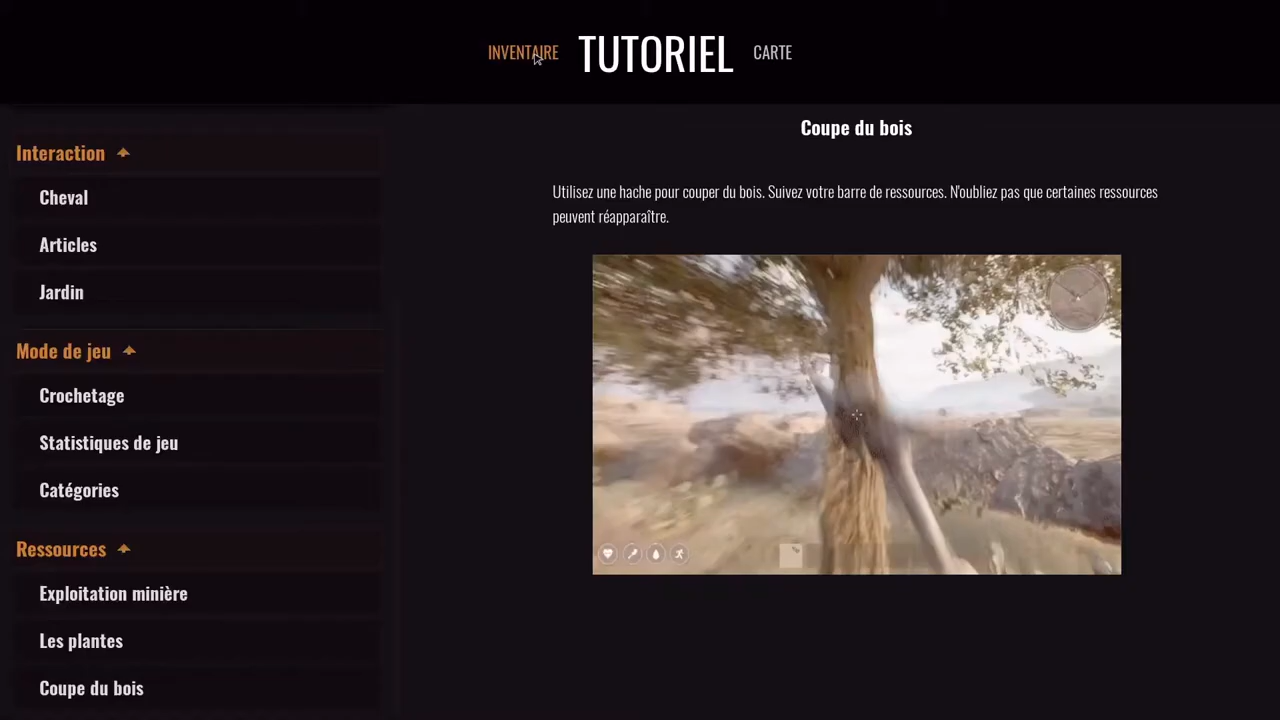 INVENTAIRE TUTORIEL CARTE
Interaction
Cheval
Articles
Jardin
Mode de jeu
Crochetage
Statistiques de jeu
Catégories
Ressources
Exploitation minière
Les plantes
Coupe du bois
Coupe du bois
Utilisez une hache pour couper du bois. Suivez votre barre de ressources. N'oubliez pas que certaines ressources
peuvent réapparaître.